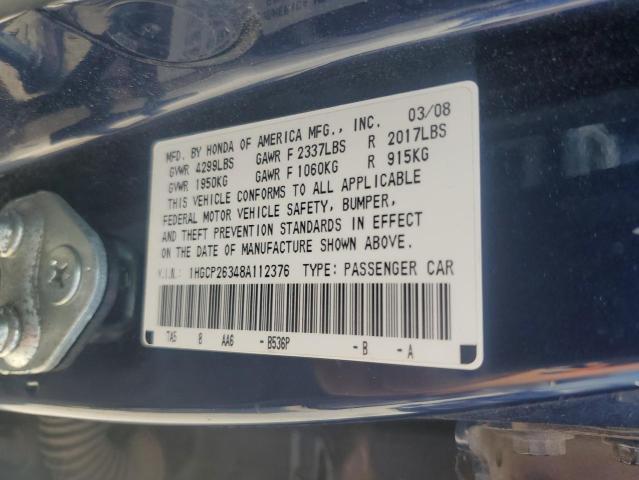 03/08
MFD. BY HONDA OF AMERICA MFG., INC.
GVWR 4299LBS GAWR F 2337LBS R 2017LBS
GVWR 1950KG GAWR F 1060KG R 915KG
THIS VEHICLE CONFORMS TO ALL APPLICABLE
FEDERAL MOTOR VEHICLE SAFETY, BUMPER,
AND THEFT PREVENTION STANDARDS IN EFFECT
ON THE DATE OF MANUFACTURE SHOWN ABOVE.
V.I.N.: 1HGCP26348A112376 TYPE: PASSENGER CAR
TA5 8 AA6 -B536P -B -A